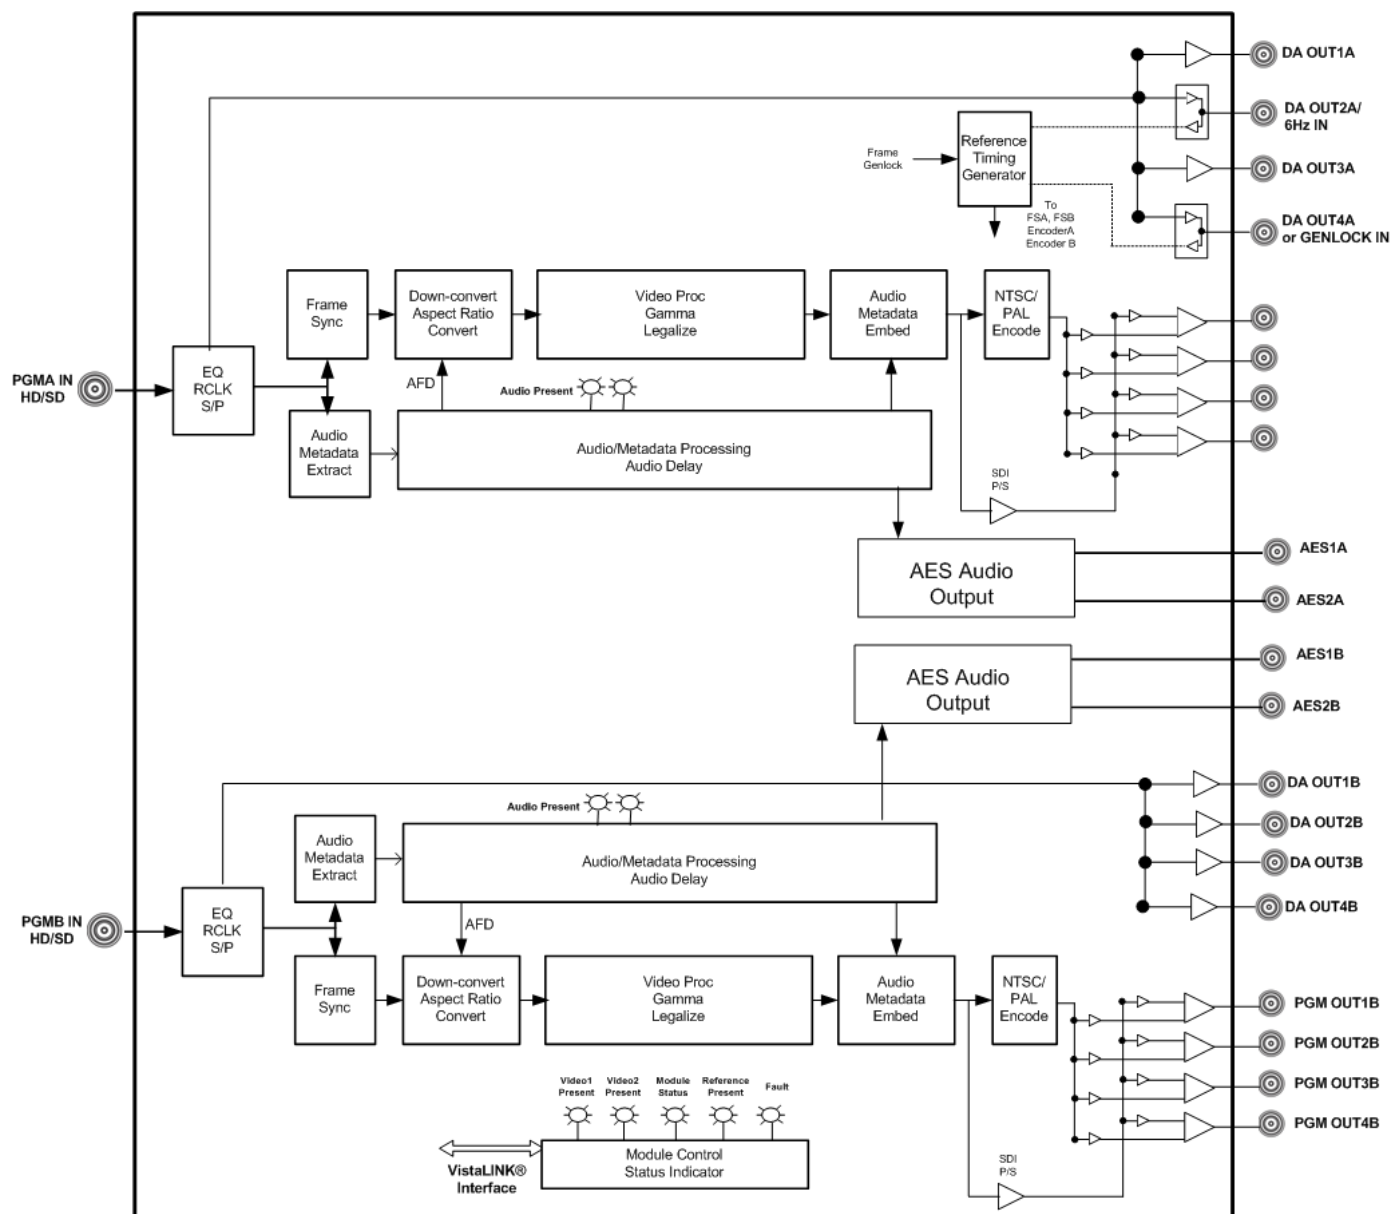 DA OUT1A
DA OUT2A/
6Hz IN
Reference
Timing
Generator
Frame
Genlock
DA OUT3A
To
FSA, FSB
EncoderA
Encoder B
DA OUT4A
or GENLOCK IN
Frame
Sync
Down-convert
Aspect Ratio
Convert
Video Proc
Gamma
Legalize
Audio
Metadata
Embed
NTSC/
PAL
Encode
PGMA IN
HD/SD
EQ
RCLK
S/P
AFD
Audio Present
Audio
Metadata
Extract
Audio/Metadata Processing
Audio Delay
SDI
P/S
AES Audio
Output
AES1A
AES2A
AES Audio
Output
AES1B
AES2B
DA OUT1B
DA OUT2B
DA OUT3B
DA OUT4B
Audio Present
Audio
Metadata
Extract
Audio/Metadata Processing
Audio Delay
PGMB IN
HD/SD
EQ
RCLK
S/P
AFD
Frame
Sync
Down-convert
Aspect Ratio
Convert
Video Proc
Gamma
Legalize
Audio
Metadata
Embed
NTSC/
PAL
Encode
PGM OUT1B
PGM OUT2B
PGM OUT3B
PGM OUT4B
Video1
Present
Video2
Present
Module
Status
Reference
Present
Fault
Module Control
Status Indicator
VistaLINK®
Interface
SDI
P/S